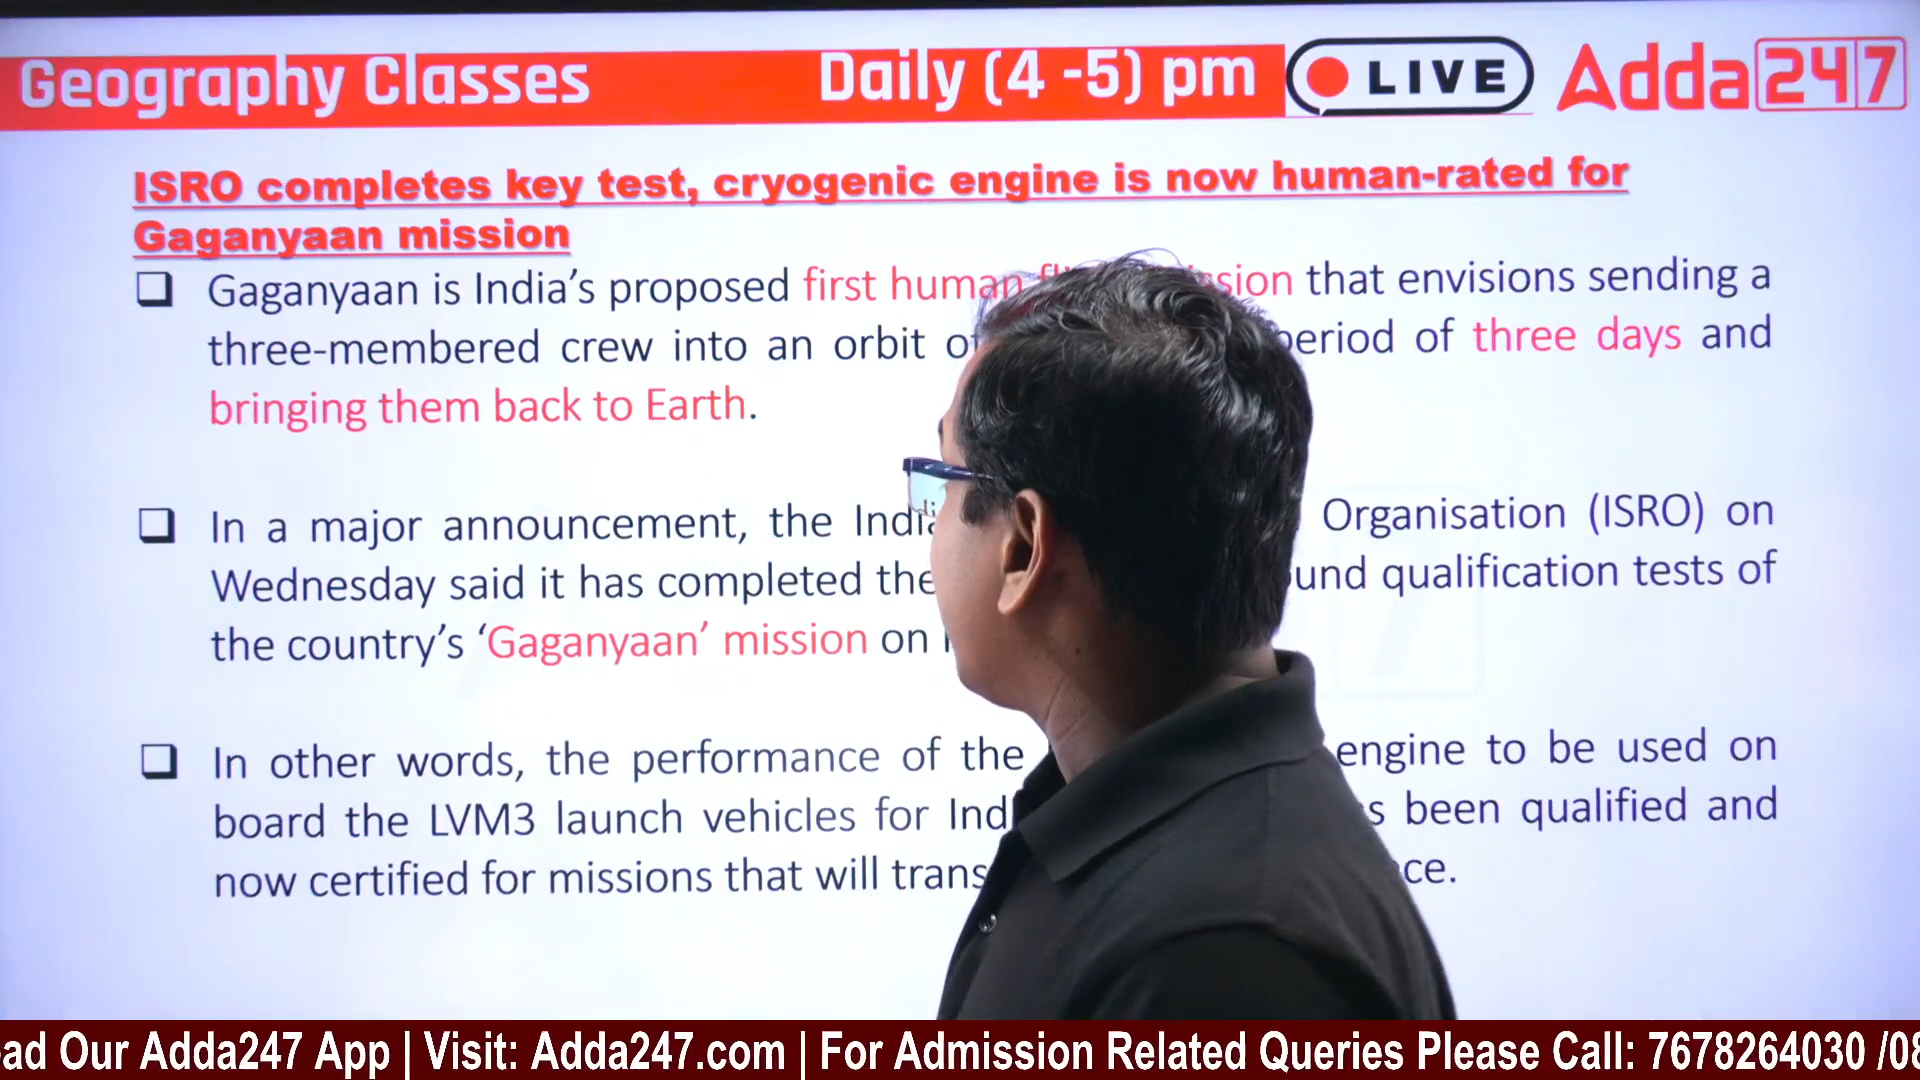 Geography Classes Daily (4 -5) pm LIVE Adda247
ISRO completes key test, cryogenic engine is now human-rated for
Gaganyaan mission
Gaganyaan is India’s proposed first human that envisions sending a
three-membered crew into an orbit period of three days and
bringing them back to Earth.
In a major announcement, the Organisation (ISRO) on
Wednesday said it has completed the qualification tests of
the country’s ‘Gaganyaan’ mission on
In other words, the performance of the engine to be used on
board the LVM3 launch vehicles for been qualified and
now certified for missions that will
Our Adda247 App | Visit: Adda247.com | For Admission Related Queries Please Call: 7678264030 /08